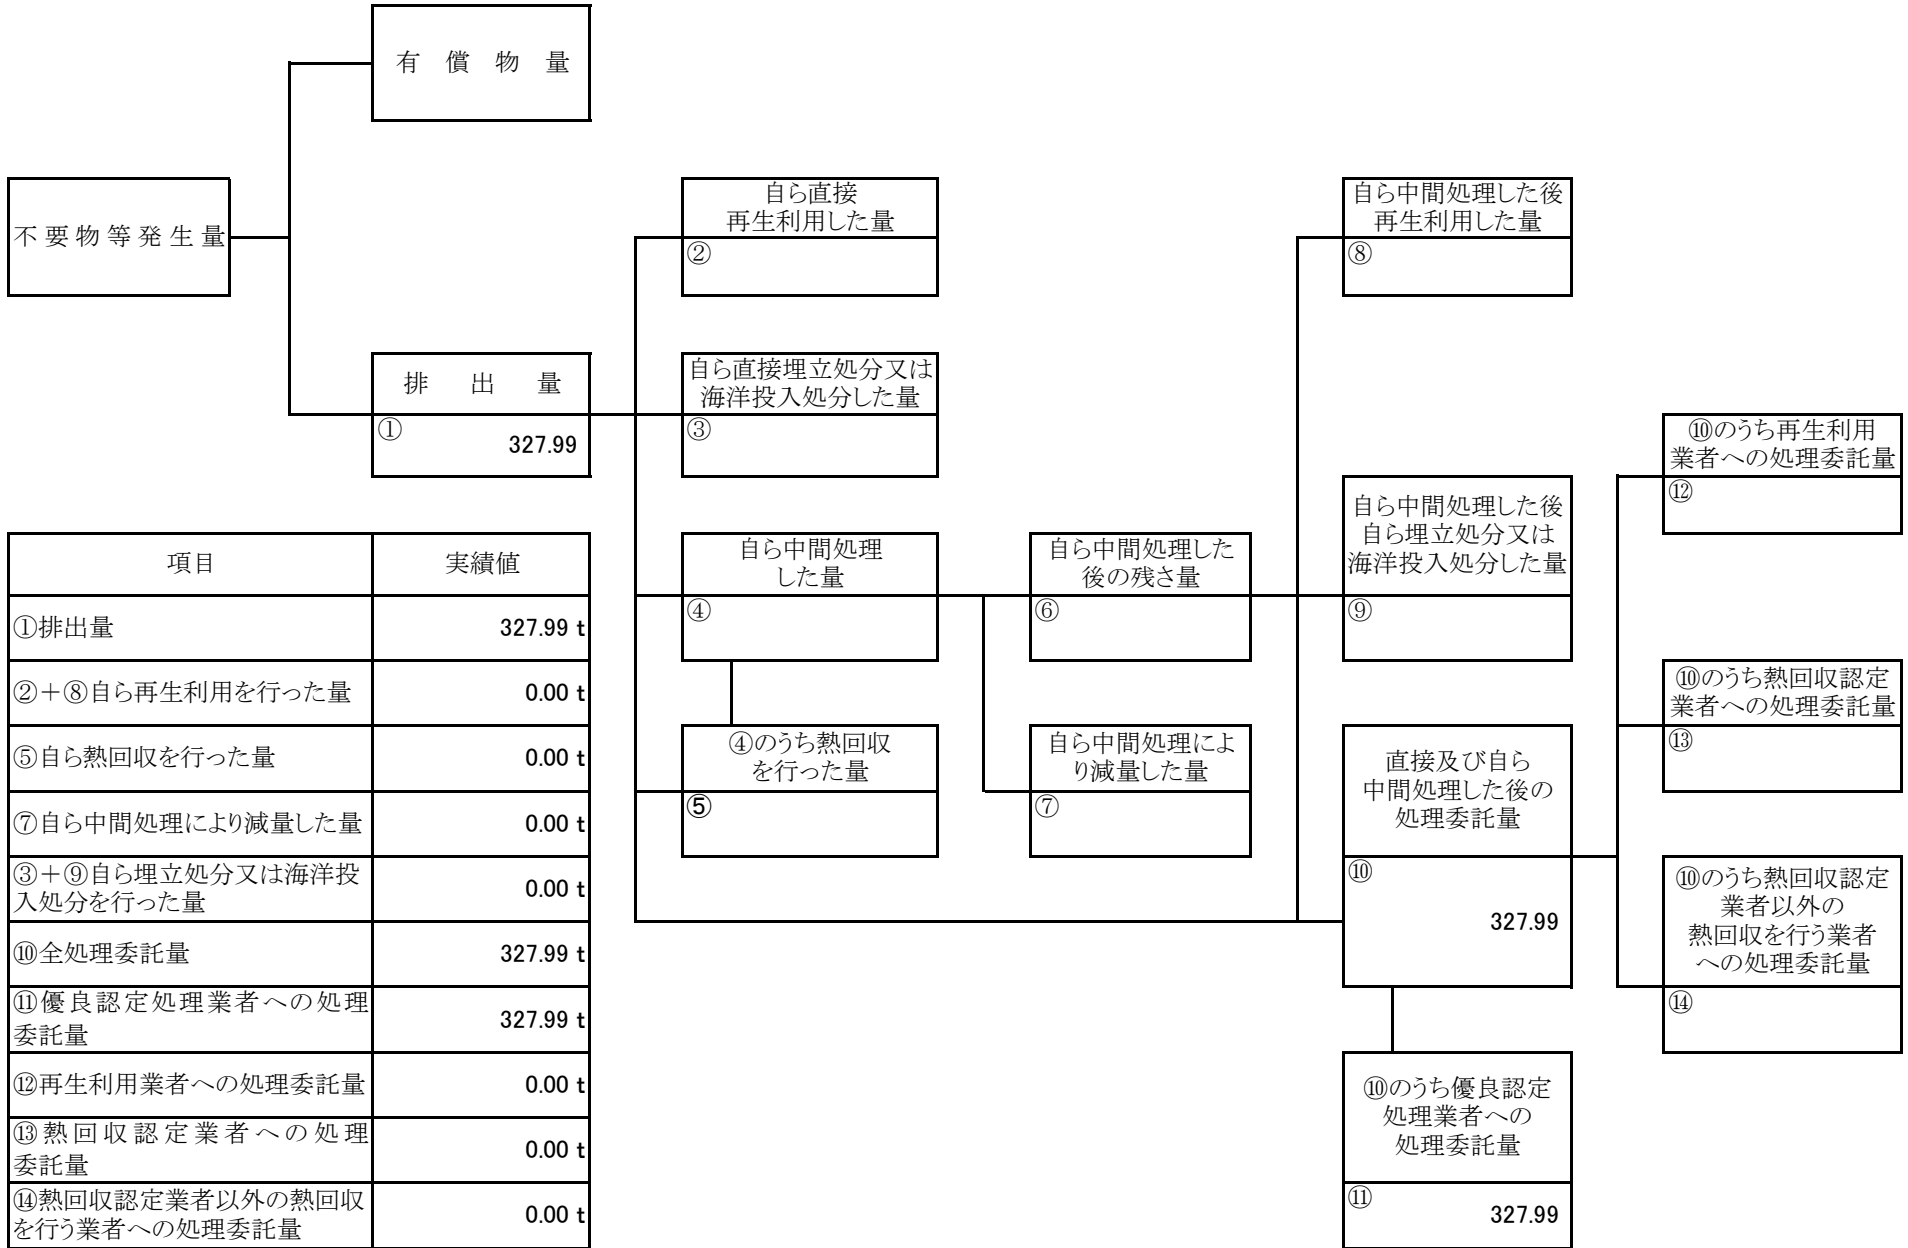 有償物量
不要物等発生量
排出量
①
327.99
自ら直接
再生利用した量
②
自ら直接埋立処分又は
海洋投入処分した量
③
自ら中間処理
した量
④
④のうち熱回収
を行った量
⑤
自ら中間処理した
後の残さ量
⑥
自ら中間処理によ
り減量した量
⑦
自ら中間処理した後
再生利用した量
⑧
自ら中間処理した後
自ら埋立処分又は
海洋投入処分した量
⑨
直接及び自ら
中間処理した後の
処理委託量
⑩
327.99
⑩のうち優良認定
処理業者への
処理委託量
⑪
327.99
⑩のうち再生利用
業者への処理委託量
⑫
⑩のうち熱回収認定
業者への処理委託量
⑬
⑩のうち熱回収認定
業者以外の
熱回収を行う業者
への処理委託量
⑭
項目 実績値
①排出量 327.99 t
②+⑧自ら再生利用を行った量 0.00 t
⑤自ら熱回収を行った量 0.00 t
⑦自ら中間処理により減量した量 0.00 t
③+⑨自ら埋立処分又は海洋投
入処分を行った量 0.00 t
⑩全処理委託量 327.99 t
⑪優良認定処理業者への処理
委託量 327.99 t
⑫再生利用業者への処理委託量 0.00 t
⑬熱回収認定業者への処理
委託量 0.00 t
⑭熱回収認定業者以外の熱回収
を行う業者への処理委託量 0.00 t